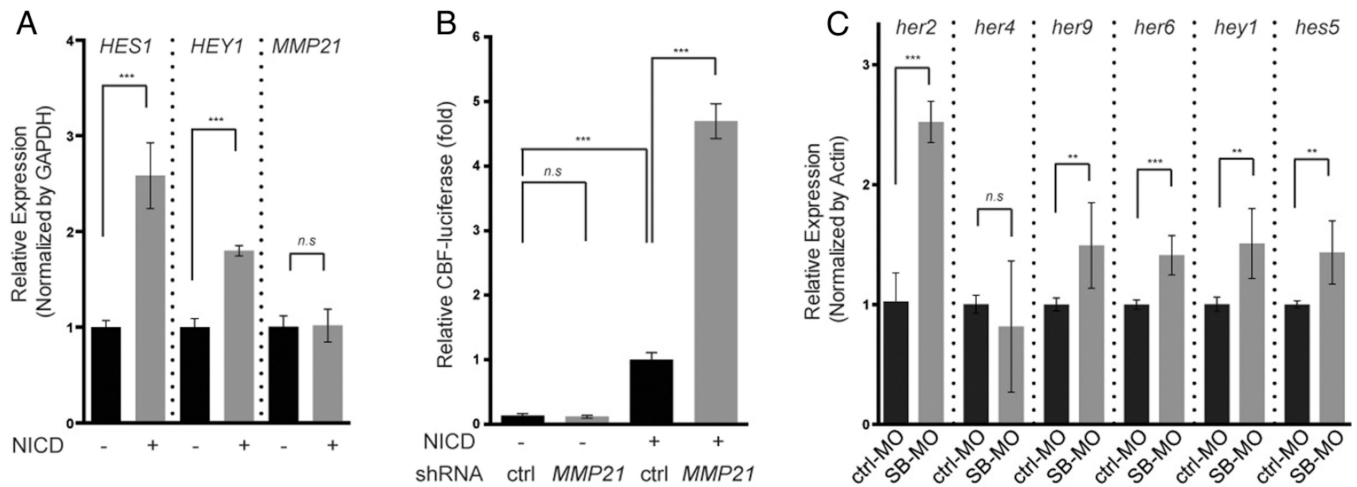 A
Relative Expression
(Normalized by GAPDH)
4
3
2
1
0
HES1 HEY1 MMP21
***
***
n.s
NICD - + - + - +
B
Relative CBF-luciferase (fold)
6
5
4
3
2
1
0
***
***
n.s
NICD - - + +
shRNA ctrl MMP21 ctrl MMP21
C
Relative Expression
(Normalized by Actin)
3
2
1
0
her2 her4 her9 her6 hey1 hes5
***
n.s
**
***
**
**
ctrl-MO SB-MO ctrl-MO SB-MO ctrl-MO SB-MO ctrl-MO SB-MO ctrl-MO SB-MO ctrl-MO SB-MO